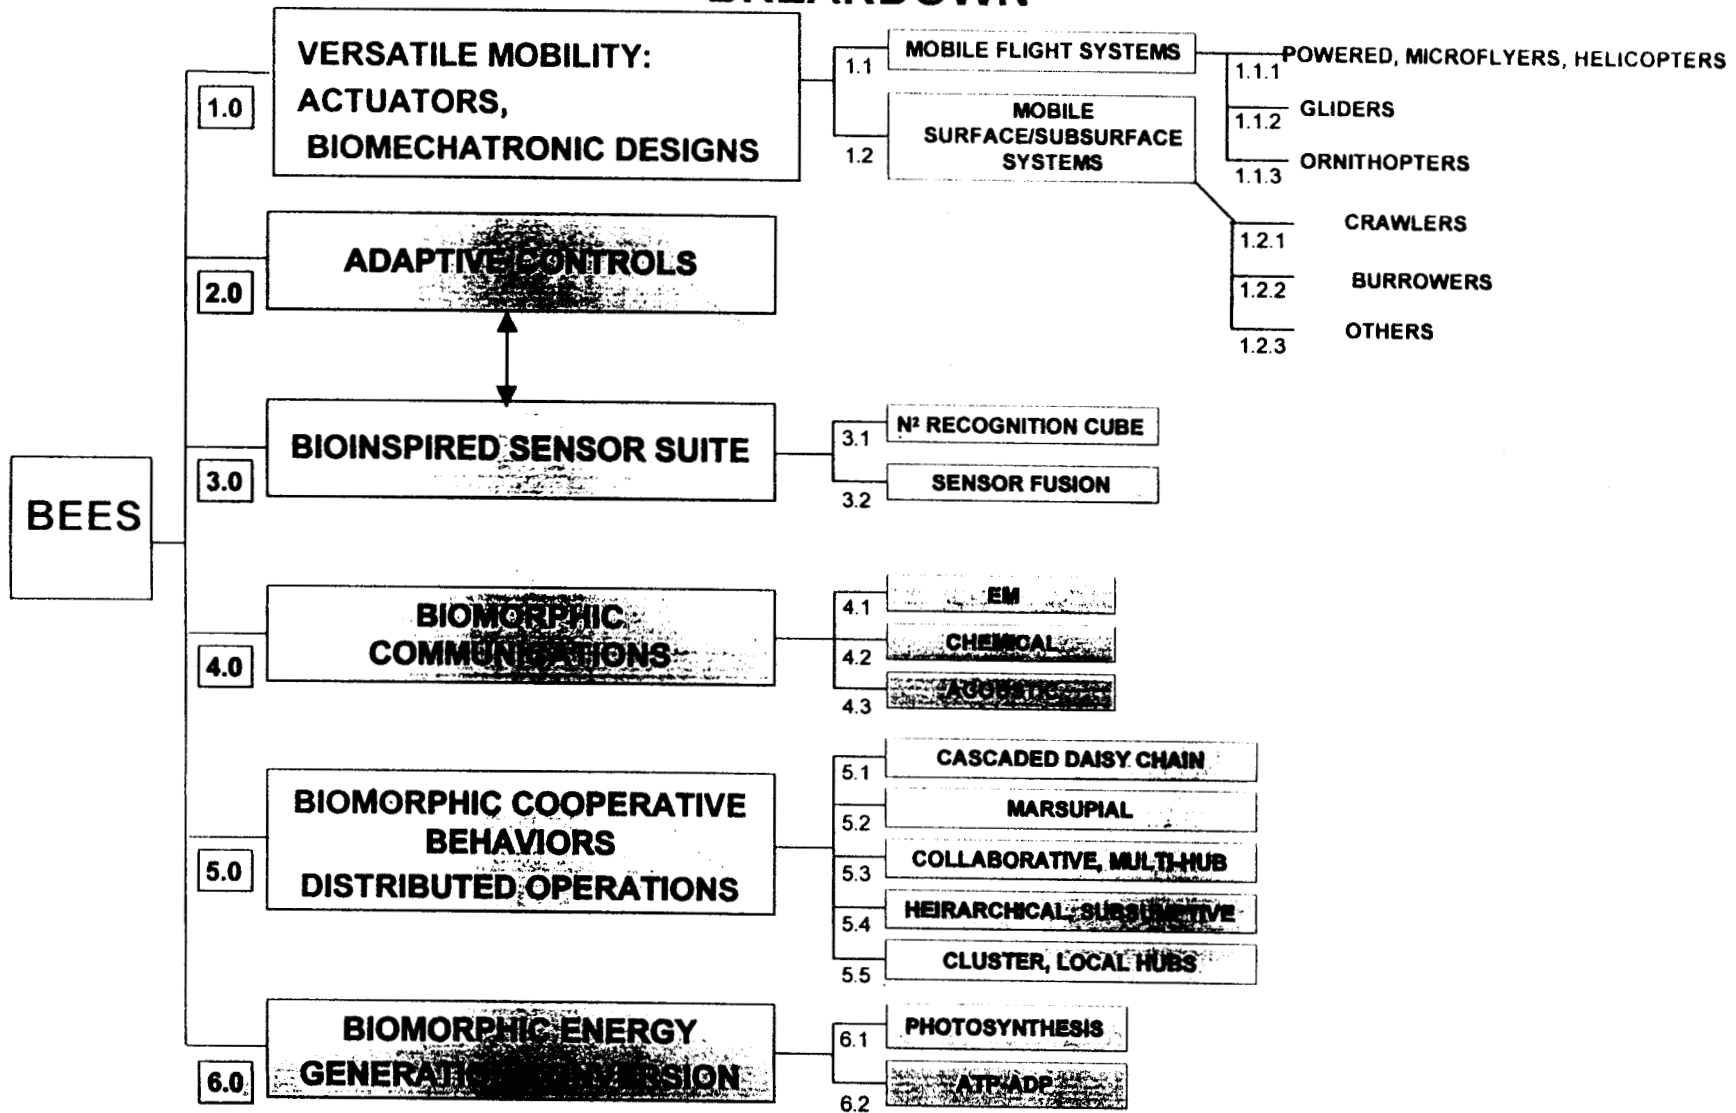 BREAKDOWN
BEES
1.0
VERSATILE MOBILITY:
ACTUATORS,
BIOMECHATRONIC DESIGNS
1.1
MOBILE FLIGHT SYSTEMS
1.1.1
POWERED, MICROFLYERS, HELICOPTERS
1.1.2
GLIDERS
1.1.3
ORNITHOPTERS
1.2
MOBILE
SURFACE/SUBSURFACE
SYSTEMS
1.2.1
CRAWLERS
1.2.2
BURROWERS
1.2.3
OTHERS
2.0
ADAPTIVE CONTROLS
3.0
BIOINSPIRED SENSOR SUITE
3.1
N² RECOGNITION CUBE
3.2
SENSOR FUSION
4.0
BIOMORPHIC
COMMUNICATIONS
4.1
EM
4.2
CHEMICAL
4.3
ACOUSTIC
5.0
BIOMORPHIC COOPERATIVE
BEHAVIORS
DISTRIBUTED OPERATIONS
5.1
CASCADED DAISY CHAIN
5.2
MARSUPIAL
5.3
COLLABORATIVE, MULTI-HUB
5.4
HEIRARCHICAL, SUBSUMPTIVE
5.5
CLUSTER, LOCAL HUBS
6.0
BIOMORPHIC ENERGY
GENERATION CONVERSION
6.1
PHOTOSYNTHESIS
6.2
ATP-ADP